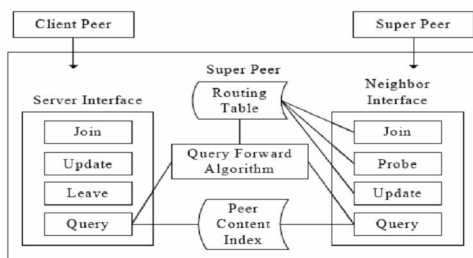 Client Peer
Super Peer
Super Peer
Server Interface
Routing
Table
Neighbor
Interface
Join
Update
Leave
Query
Query Forward
Algorithm
Peer
Content
Index
Join
Probe
Update
Query